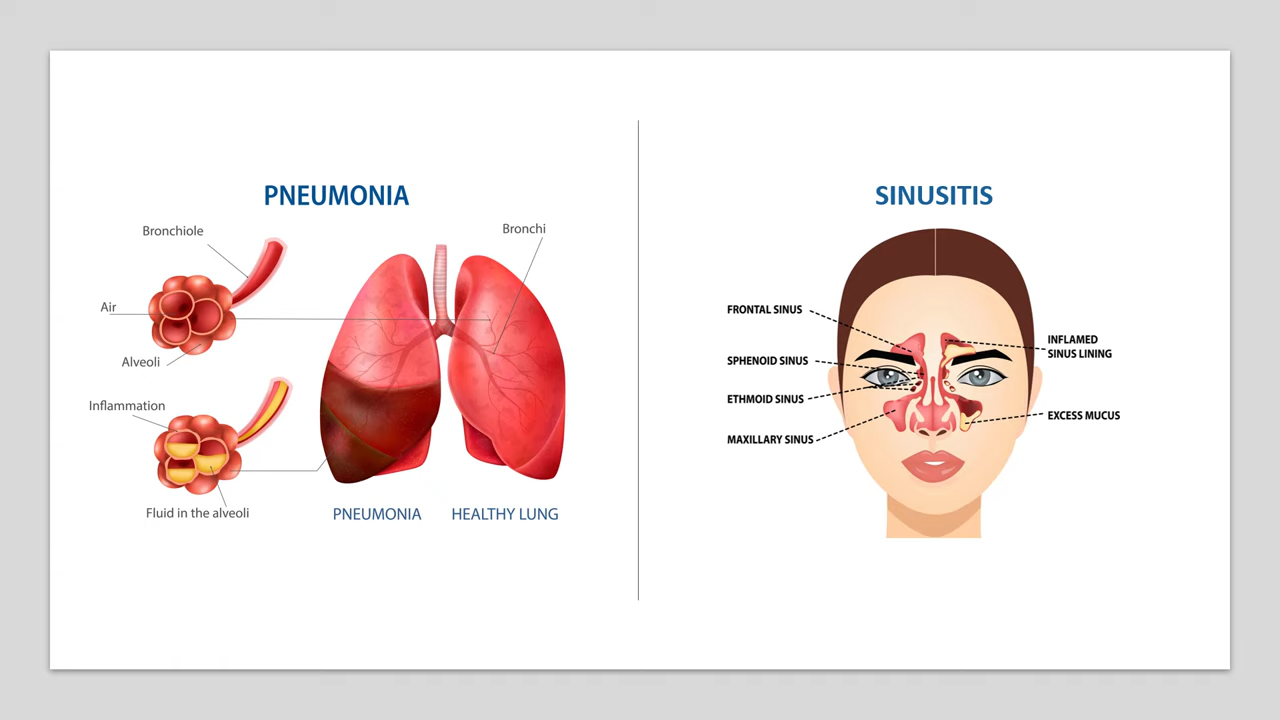 PNEUMONIA
Bronchiole
Bronchi
Air
Alveoli
Inflammation
Fluid in the alveoli
PNEUMONIA
HEALTHY LUNG
SINUSITIS
FRONTAL SINUS
SPHENOID SINUS
ETHMOID SINUS
MAXILLARY SINUS
INFLAMED
SINUS LINING
EXCESS MUCUS